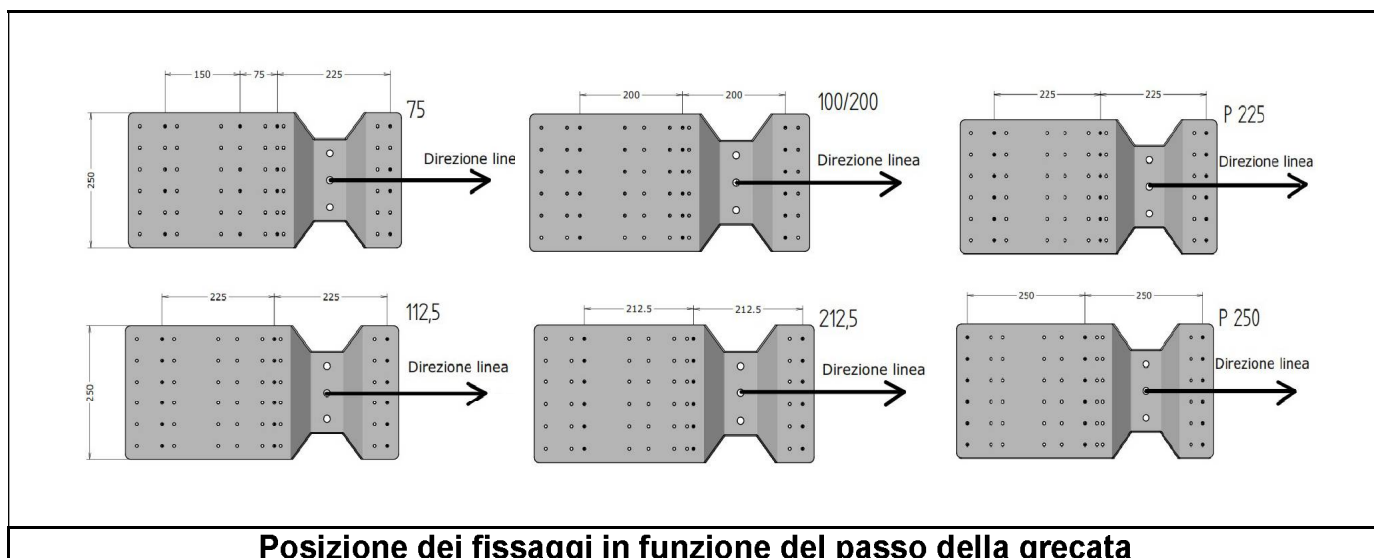 150 75 225
75
250
Direzione line
200 200
100/200
Direzione linea
225 225
P 225
Direzione linea
225 225
112,5
250
Direzione linea
212.5 212.5
212,5
Direzione linea
250 250
P 250
Direzione linea
Posizione dei fissaggi in funzione del passo della grecata